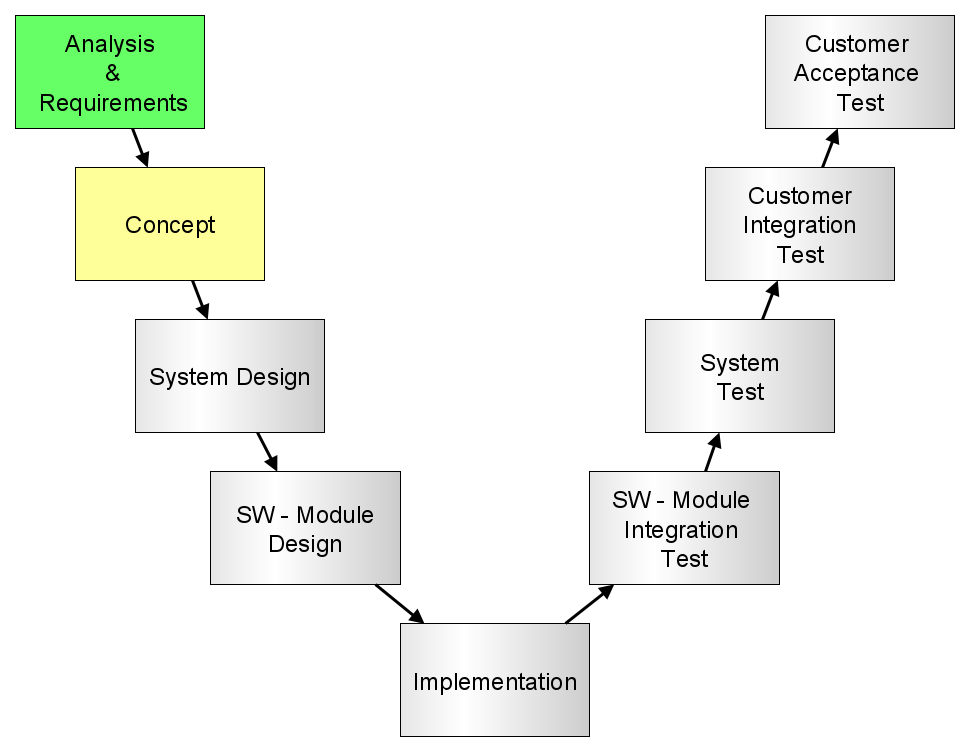 Analysis
&
Requirements
Concept
System Design
SW - Module
Design
Implementation
SW - Module
Integration
Test
System
Test
Customer
Integration
Test
Customer
Acceptance
Test